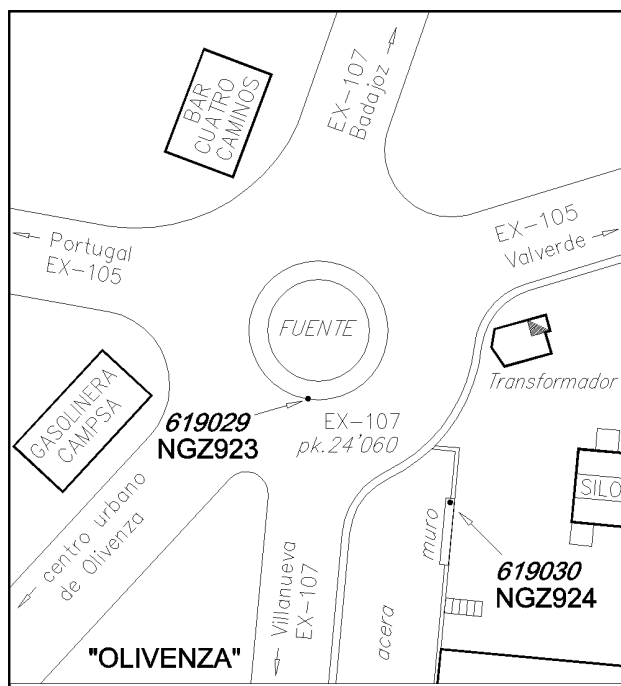 BAR
CUATRO
CAMINOS
EX-107
Badajoz
EX-105
Valverde
Portugal
EX-105
FUENTE
Transformador
GASOLINERA
CAMPSA
619029
NGZ923
EX-107
pk.24'060
SILO
centro urbano
de Olivenza
muro
619030
NGZ924
Villanueva
EX-107
acera
"OLIVENZA"